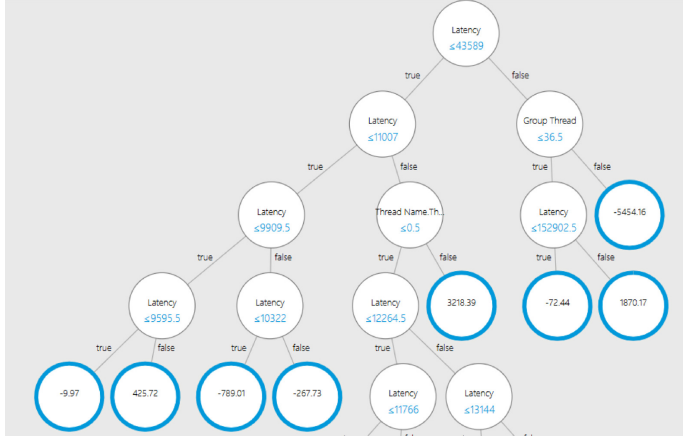 Latency
≤43589
true
false
Latency
≤11007
Group Thread
≤36.5
true
false
true
false
Latency
≤9909.5
Thread Name.Th...
≤0.5
Latency
≤152902.5
-5454.16
true
false
true
false
true
false
Latency
≤9595.5
Latency
≤10322
Latency
≤12264.5
3218.39
-72.44
1870.17
true
false
true
false
true
false
-9.97
425.72
-789.01
-267.73
Latency
≤11766
Latency
≤13144